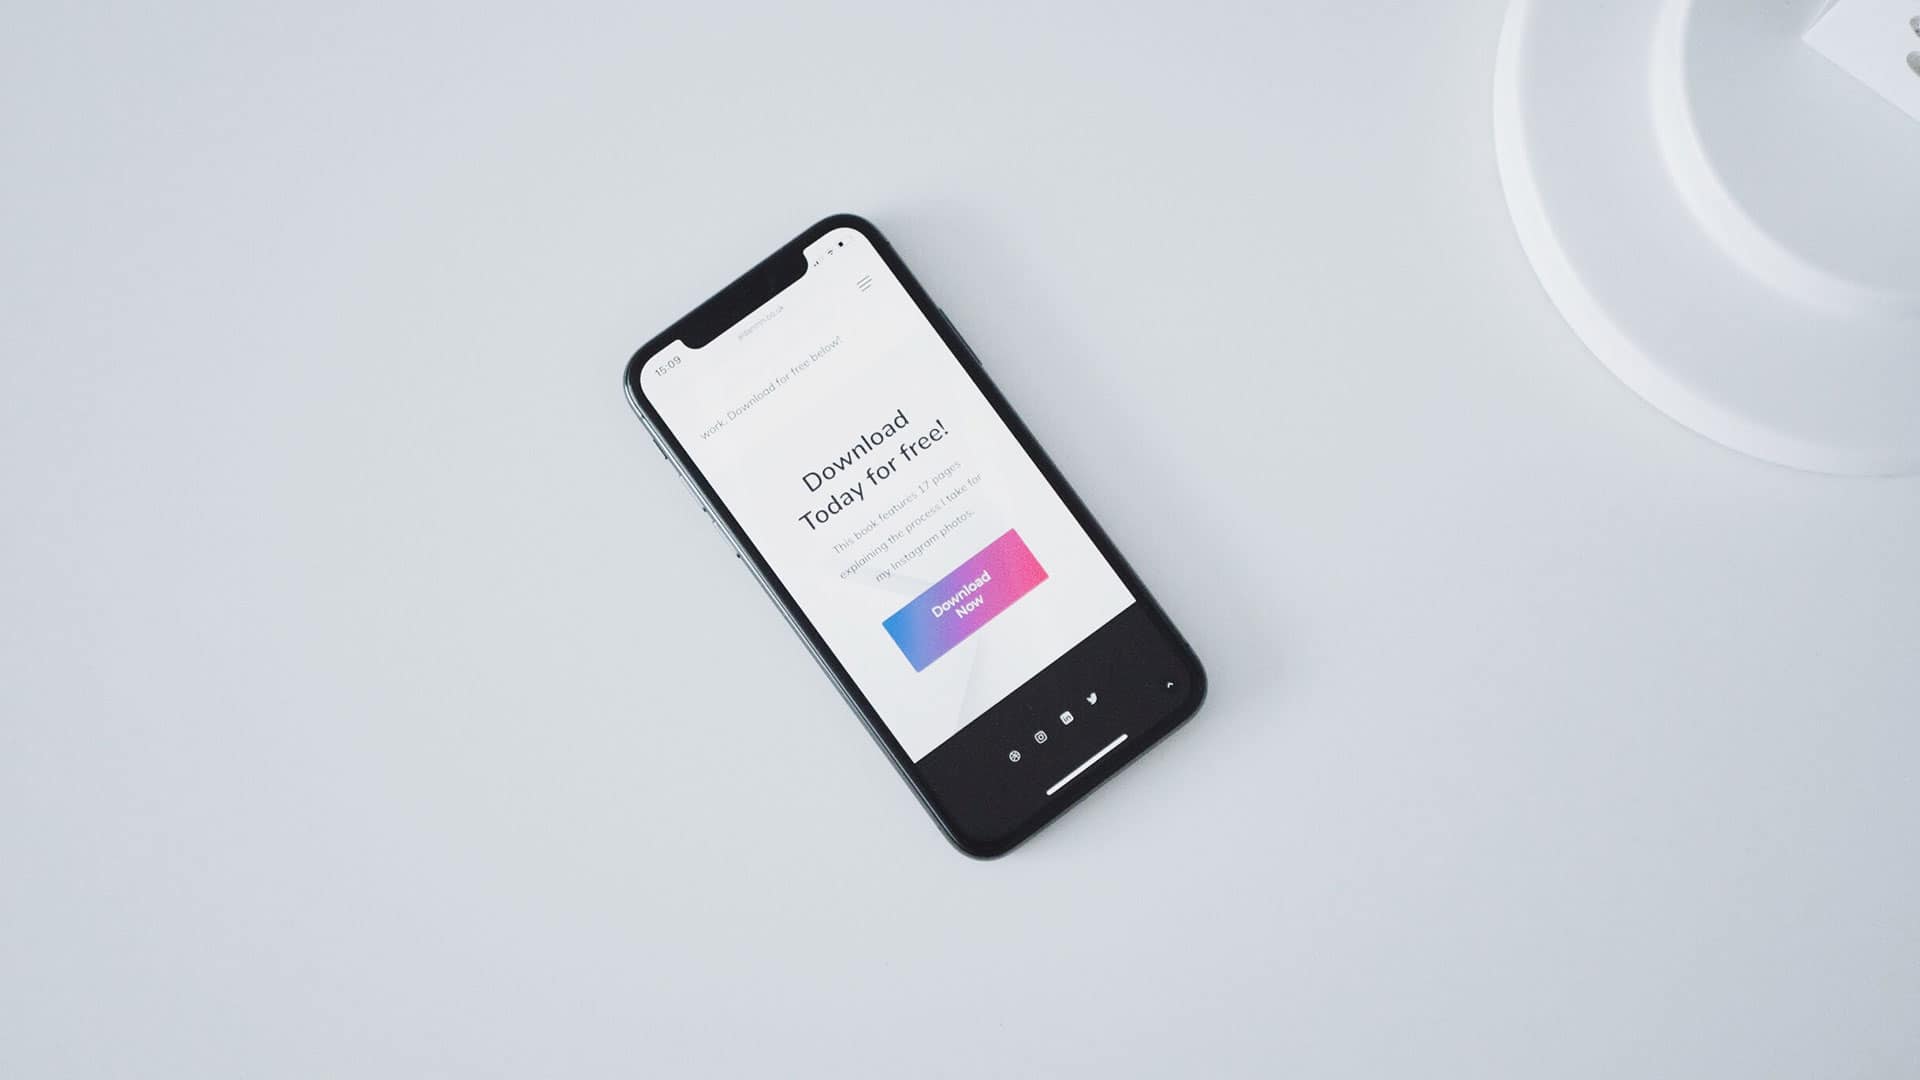 15:09
work. Download for free below!
Download
Today for free!
This book features 17 pages
explaining the process I take for
my Instagram photos.
Download
Now